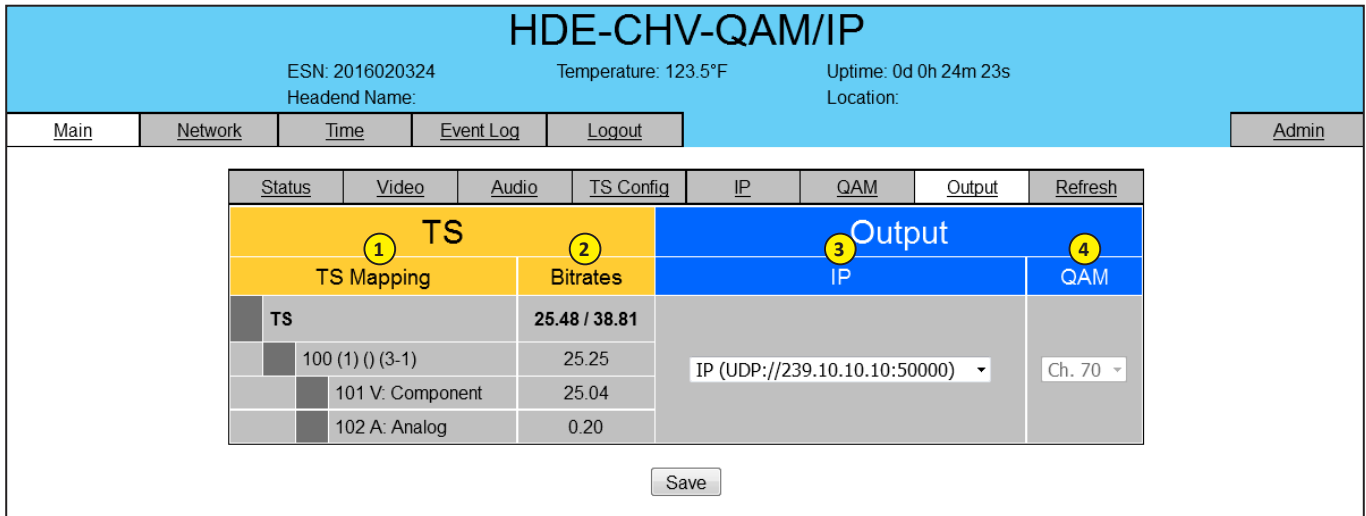 HDE-CHV-QAM/IP
ESN: 2016020324 Temperature: 123.5°F Uptime: 0d 0h 24m 23s
Headend Name: Location:
Main Network Time Event Log Logout Admin
Status Video Audio TS Config IP QAM Output Refresh
TS Output
1 2 3 4
TS Mapping Bitrates IP QAM
TS 25.48 / 38.81
100 (1) () (3-1) 25.25
IP (UDP://239.10.10.10:50000) Ch. 70
101 V: Component 25.04
102 A: Analog 0.20
Save